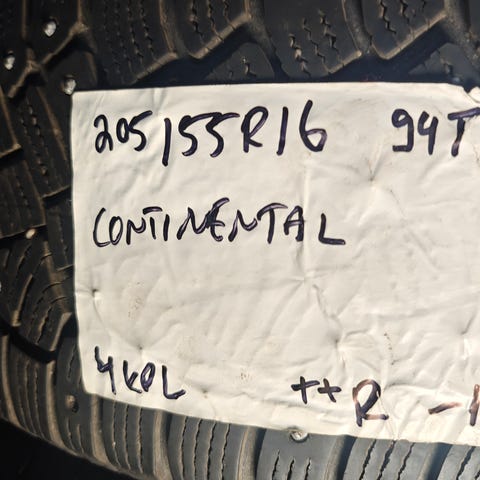 205/55R16 94T
CONTINENTAL
4kpl ++R